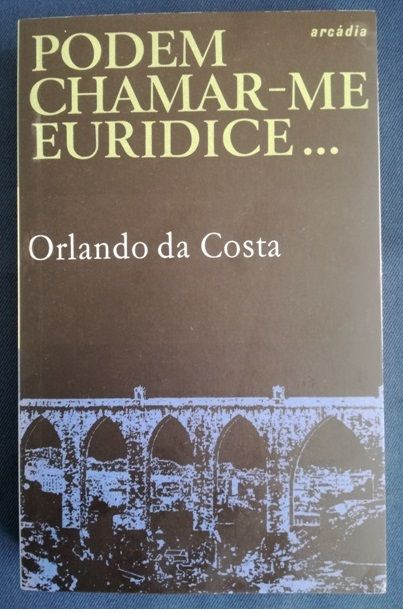 arcádia
PODEM
CHAMAR-ME
EURIDICE...
Orlando da Costa